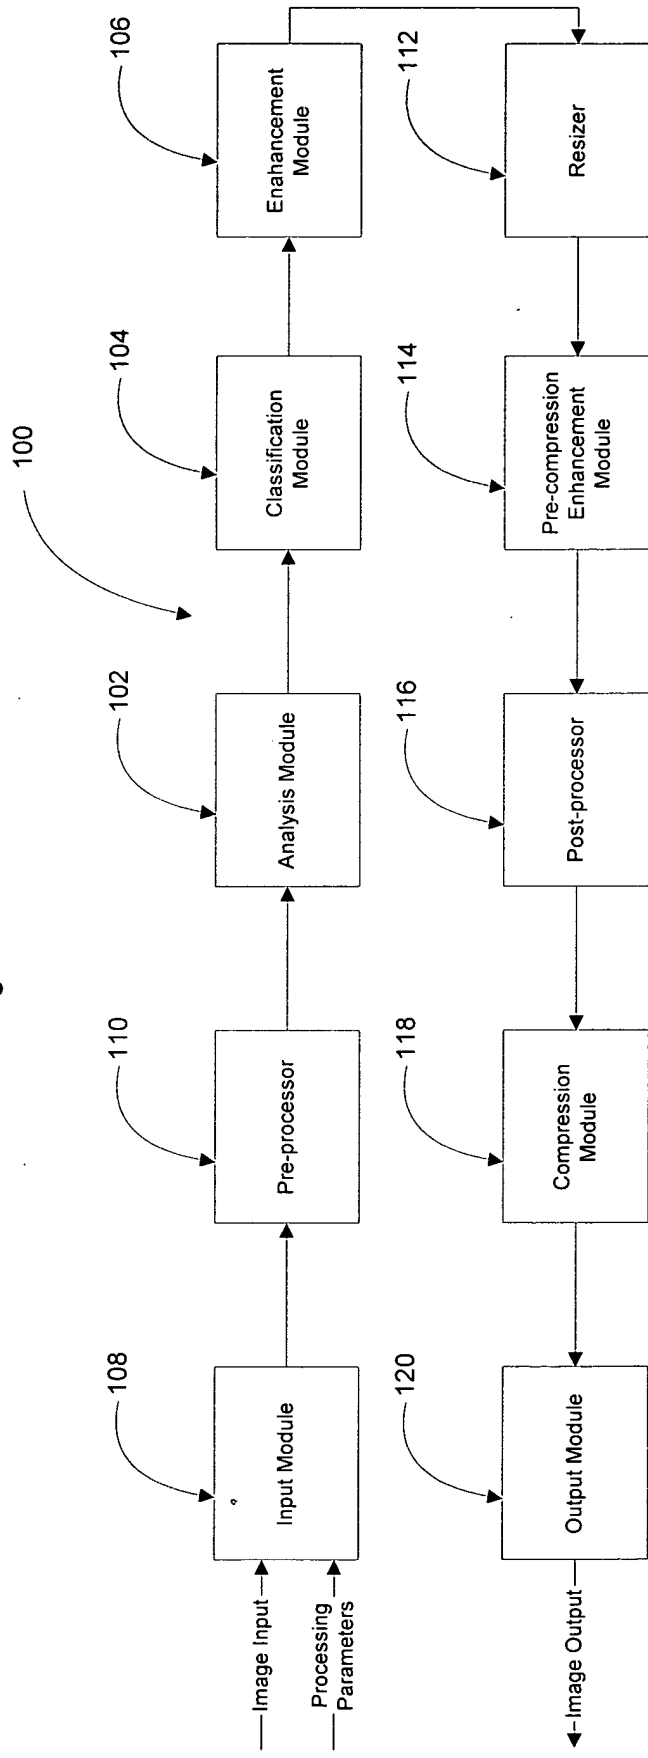 100
108
110
102
104
106
Image Input
Processing
Parameters
Input Module
Pre-processor
Analysis Module
Classification
Module
Enahancement
Module
120
118
116
114
112
Image Output
Output Module
Compression
Module
Post-processor
Pre-compression
Enhancement
Module
Resizer